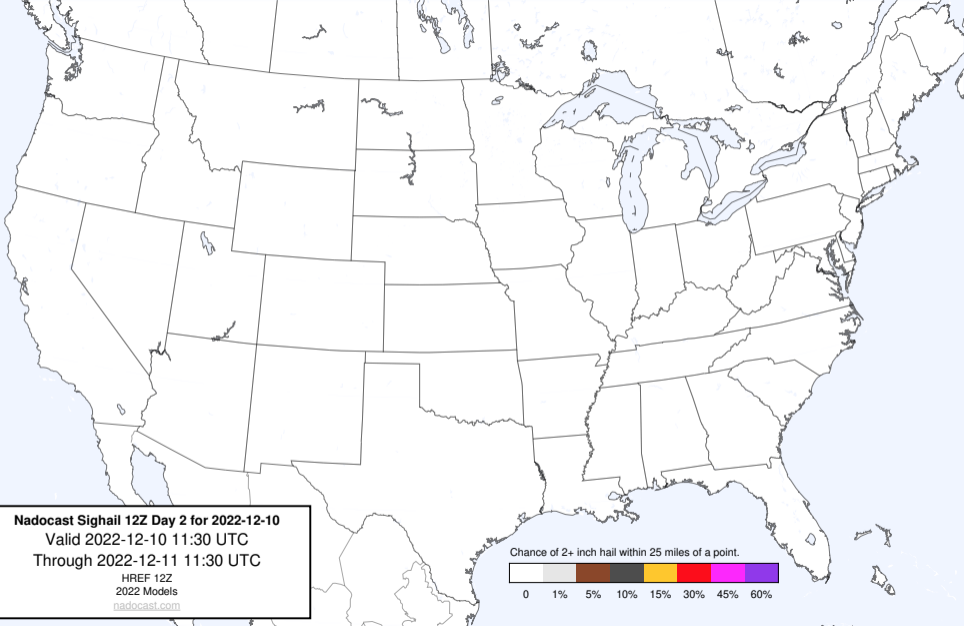 Nadocast Sighail 12Z Day 2 for 2022-12-10
Valid 2022-12-10 11:30 UTC
Through 2022-12-11 11:30 UTC
HREF 12Z
2022 Models
nadocast.com
Chance of 2+ inch hail within 25 miles of a point.
0 1% 5% 10% 15% 30% 45% 60%